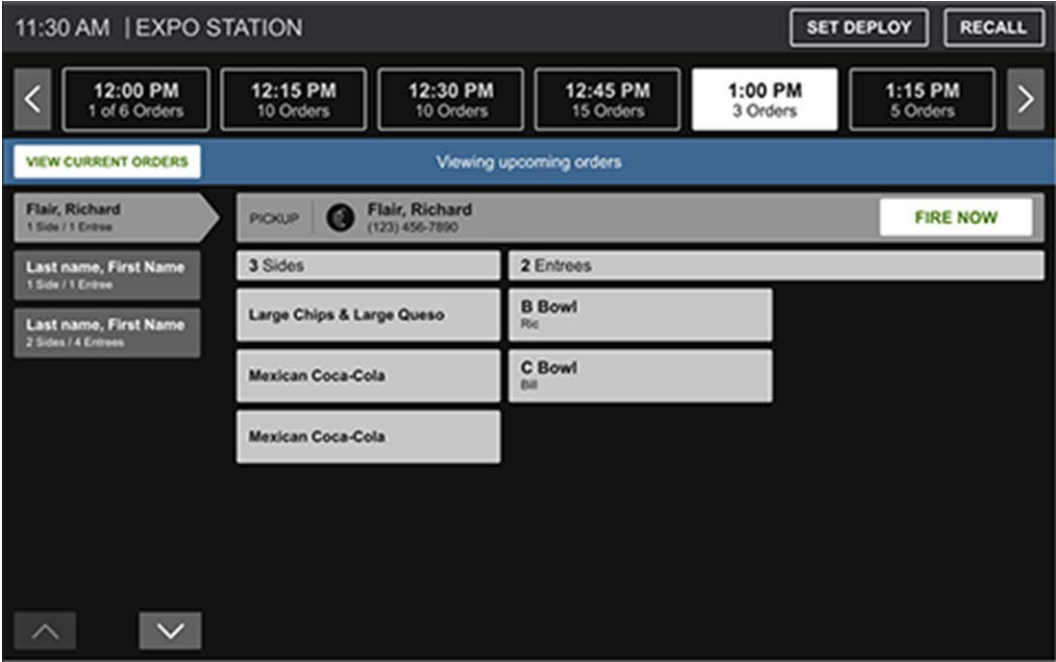 11:30 AM | EXPO STATION
SET DEPLOY
RECALL
12:00 PM
1 of 6 Orders
12:15 PM
10 Orders
12:30 PM
10 Orders
12:45 PM
15 Orders
1:00 PM
3 Orders
1:15 PM
5 Orders
VIEW CURRENT ORDERS
Viewing upcoming orders
Flair, Richard
1 Side / 1 Entree
Last name, First Name
1 Side / 1 Entree
Last name, First Name
2 Sides / 4 Entrees
PICKUP
Flair, Richard
(123) 456-7890
FIRE NOW
3 Sides
2 Entrees
Large Chips & Large Queso
B Bowl
Ric
Mexican Coca-Cola
C Bowl
Bill
Mexican Coca-Cola